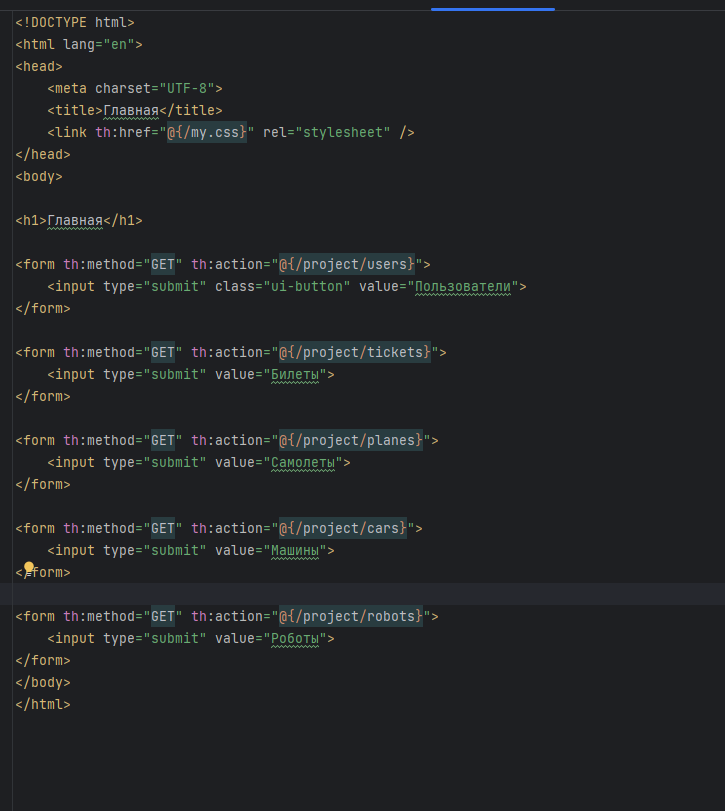 <!DOCTYPE html>
<html lang="en">
<head>
    <meta charset="UTF-8">
    <title>Главная</title>
    <link th:href="@{/my.css}" rel="stylesheet" />
</head>
<body>

<h1>Главная</h1>

<form th:method="GET" th:action="@{/project/users}">
    <input type="submit" class="ui-button" value="Пользователи">
</form>

<form th:method="GET" th:action="@{/project/tickets}">
    <input type="submit" value="Билеты">
</form>

<form th:method="GET" th:action="@{/project/planes}">
    <input type="submit" value="Самолеты">
</form>

<form th:method="GET" th:action="@{/project/cars}">
    <input type="submit" value="Машины">
</form>

<form th:method="GET" th:action="@{/project/robots}">
    <input type="submit" value="Роботы">
</form>
</body>
</html>